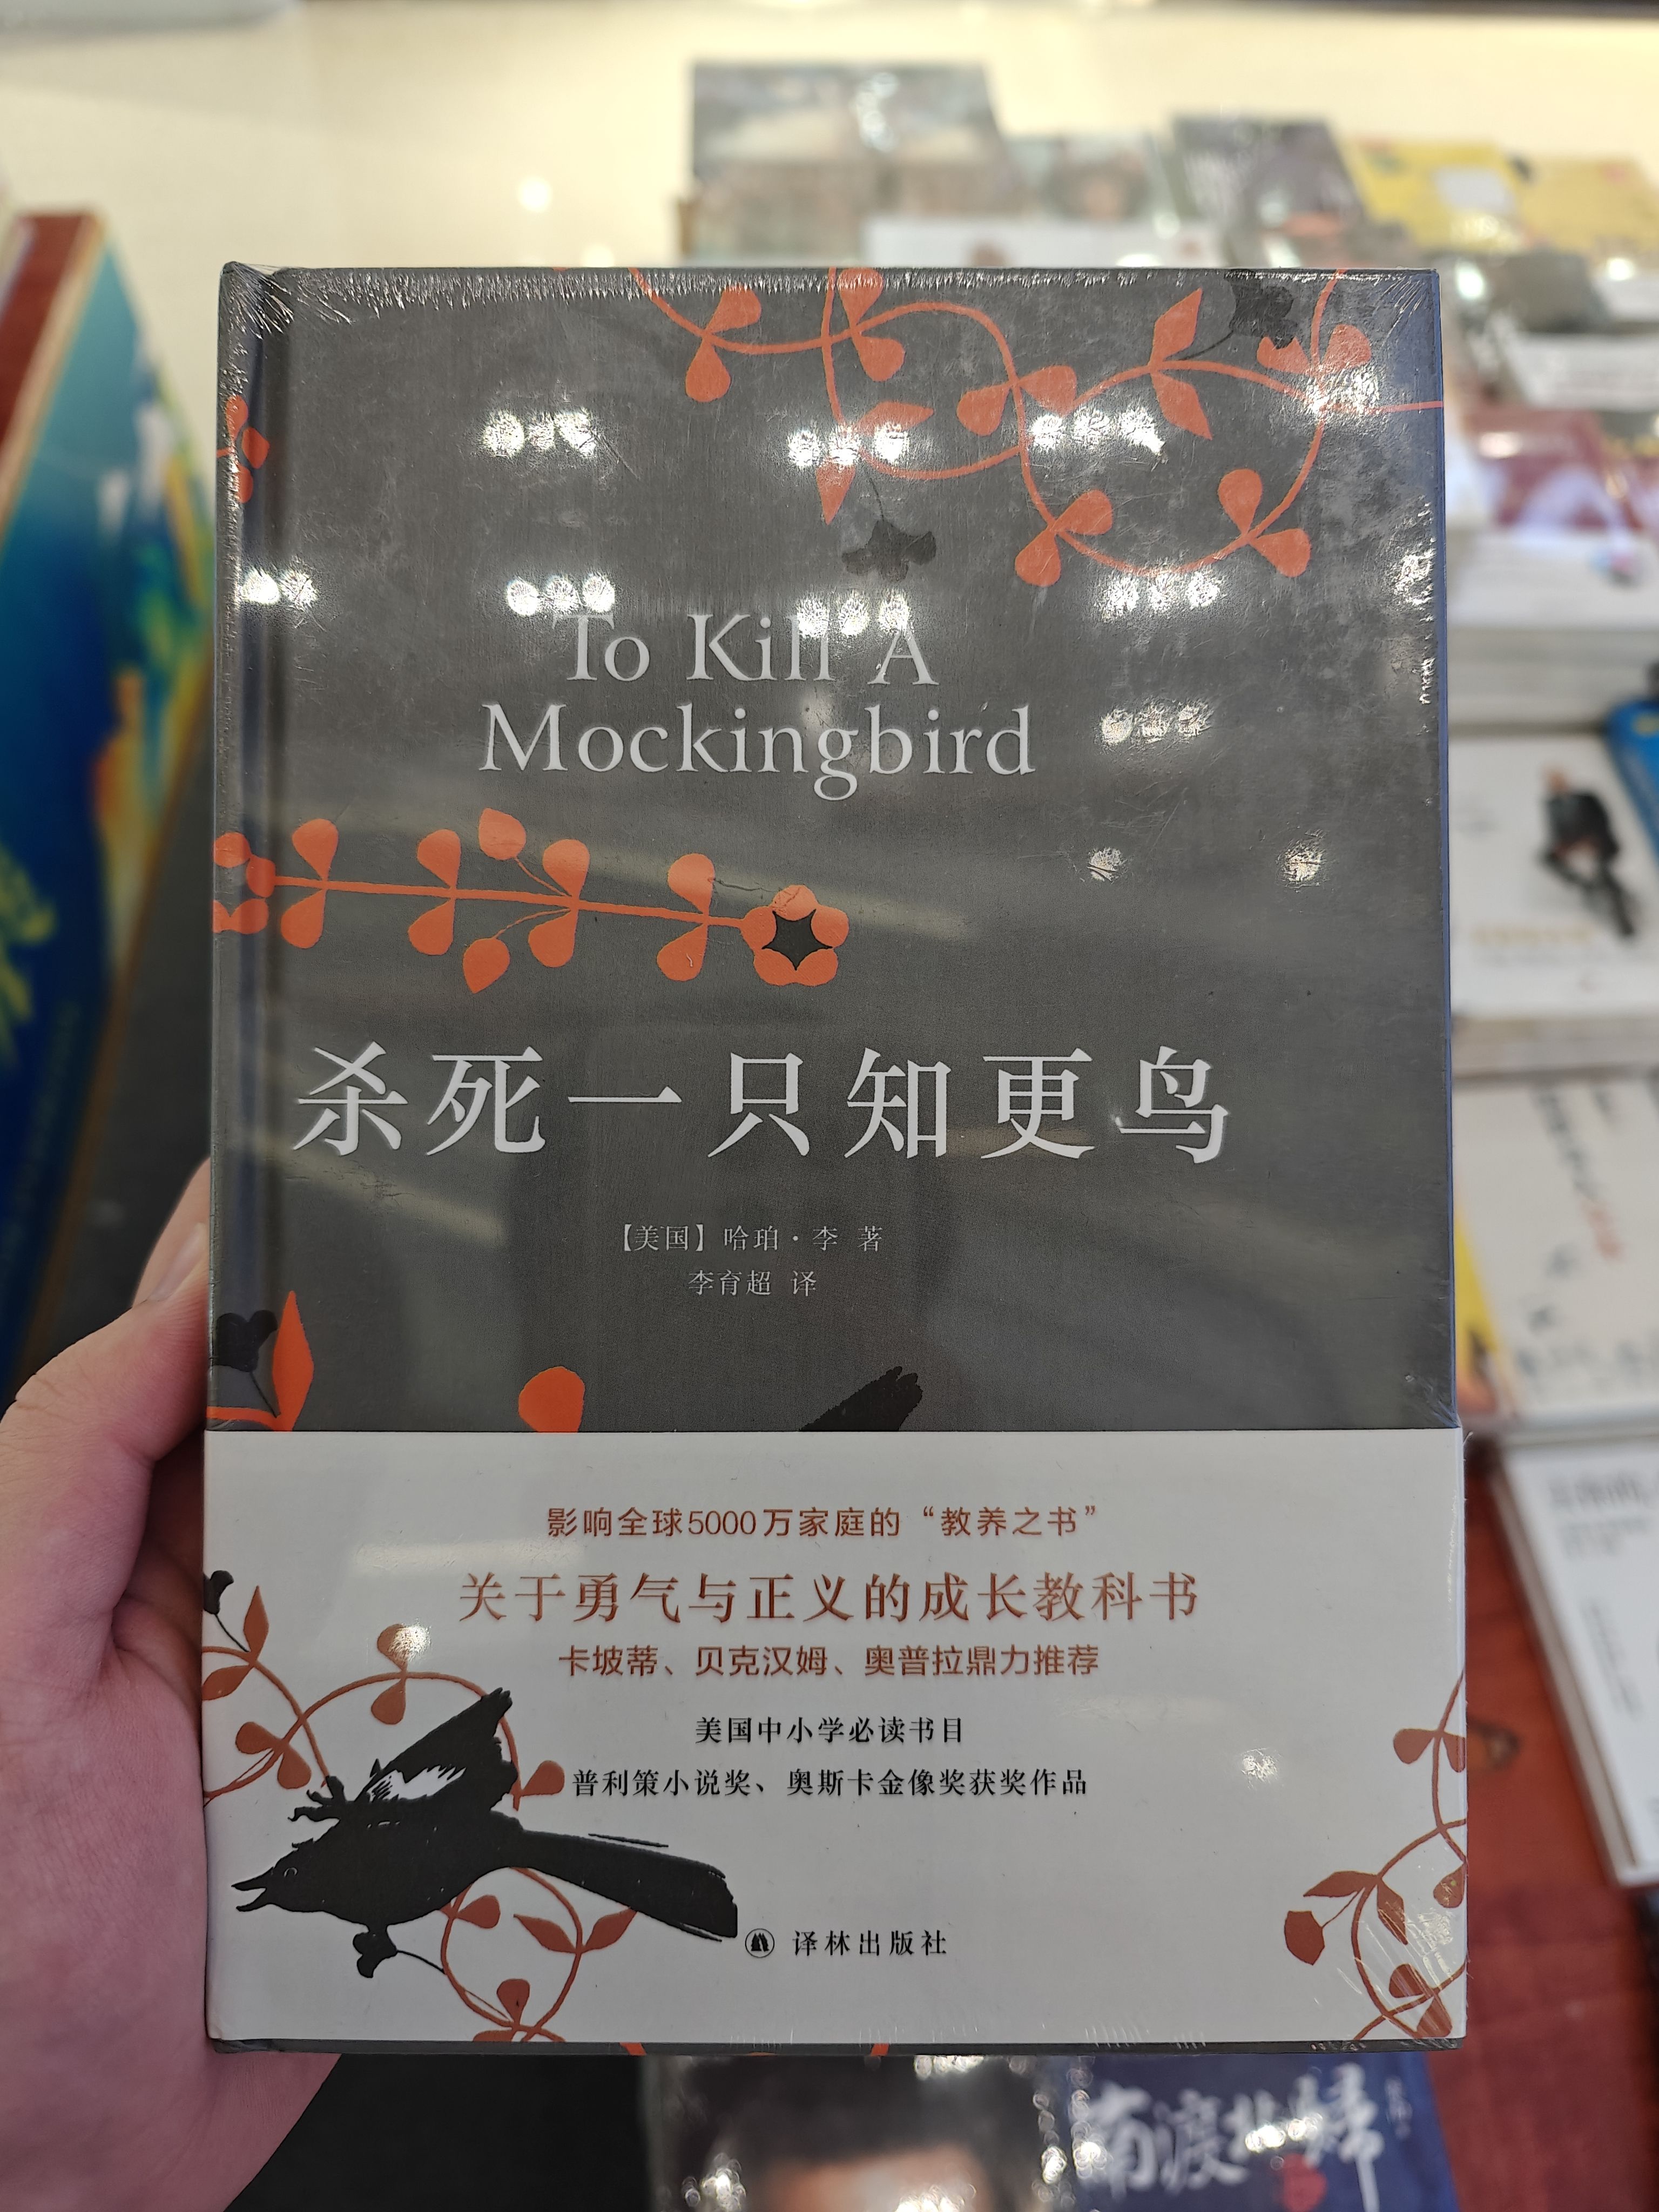 To Kill A
Mockingbird
杀死一只知更鸟
【美国】哈珀·李 著
李育超 译
影响全球5000万家庭的“教养之书”
关于勇气与正义的成长教科书
卡坡蒂、贝克汉姆、奥普拉鼎力推荐
美国中小学必读书目
普利策小说奖、奥斯卡金像奖获奖作品
译林出版社
南渡北归